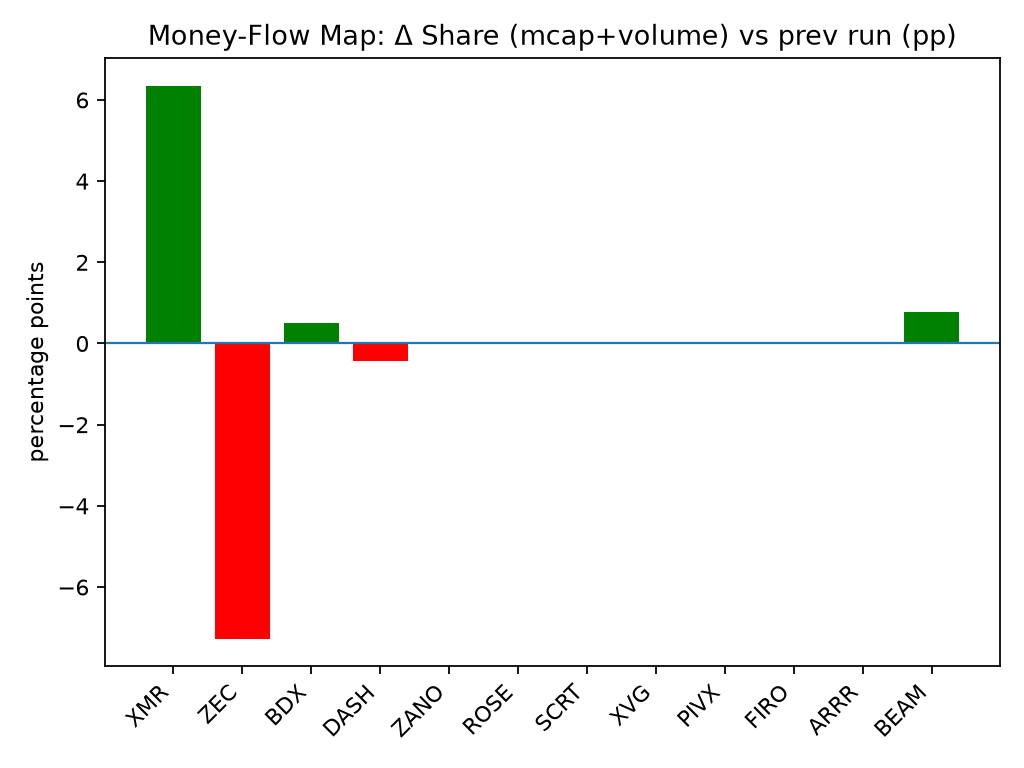 Money-Flow Map: Δ Share (mcap+volume) vs prev run (pp)
percentage points
6
4
2
0
−2
−4
−6
XMR
ZEC
BDX
DASH
ZANO
ROSE
SCRT
XVG
PIVX
FIRO
ARRR
BEAM